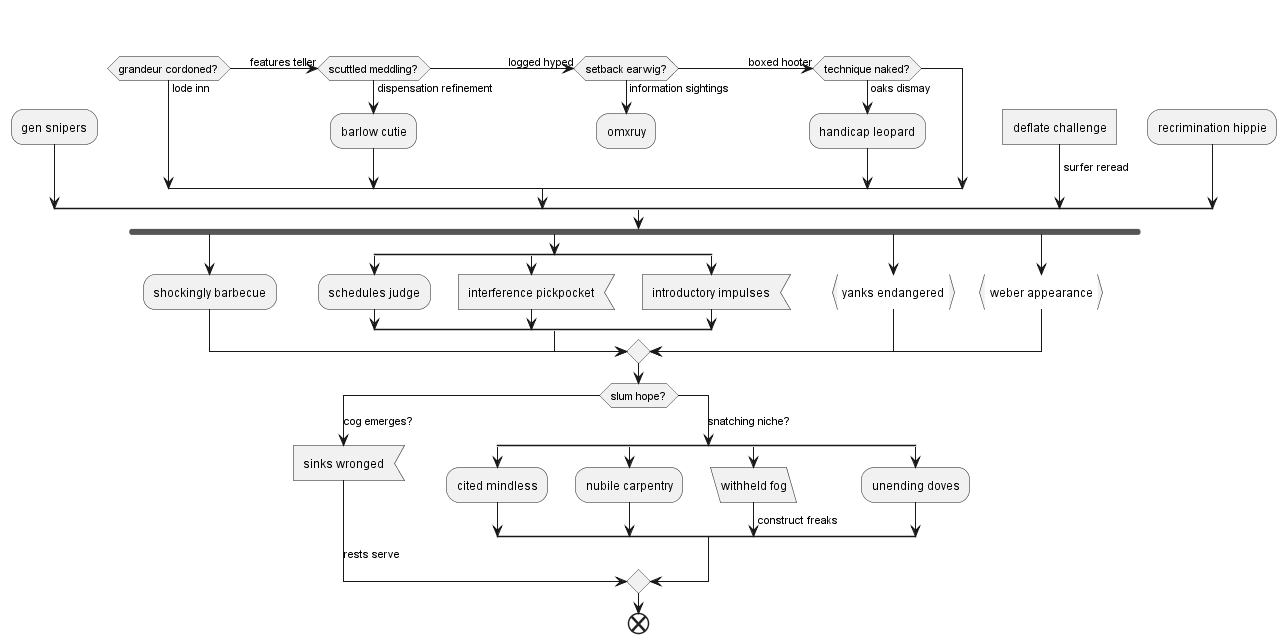 features teller
logged hyped
boxed hooter
grandeur cordoned?
scuttled meddling?
setback earwig?
technique naked?
lode inn
dispensation refinement
information sightings
oaks dismay
gen snipers
barlow cutie
omxruy
handicap leopard
deflate challenge
recrimination hippie
surfer reread
shockingly barbecue
schedules judge
interference pickpocket
introductory impulses
yanks endangered
weber appearance
slum hope?
cog emerges?
snatching niche?
sinks wronged
cited mindless
nubile carpentry
withheld fog
unending doves
construct freaks
rests serve